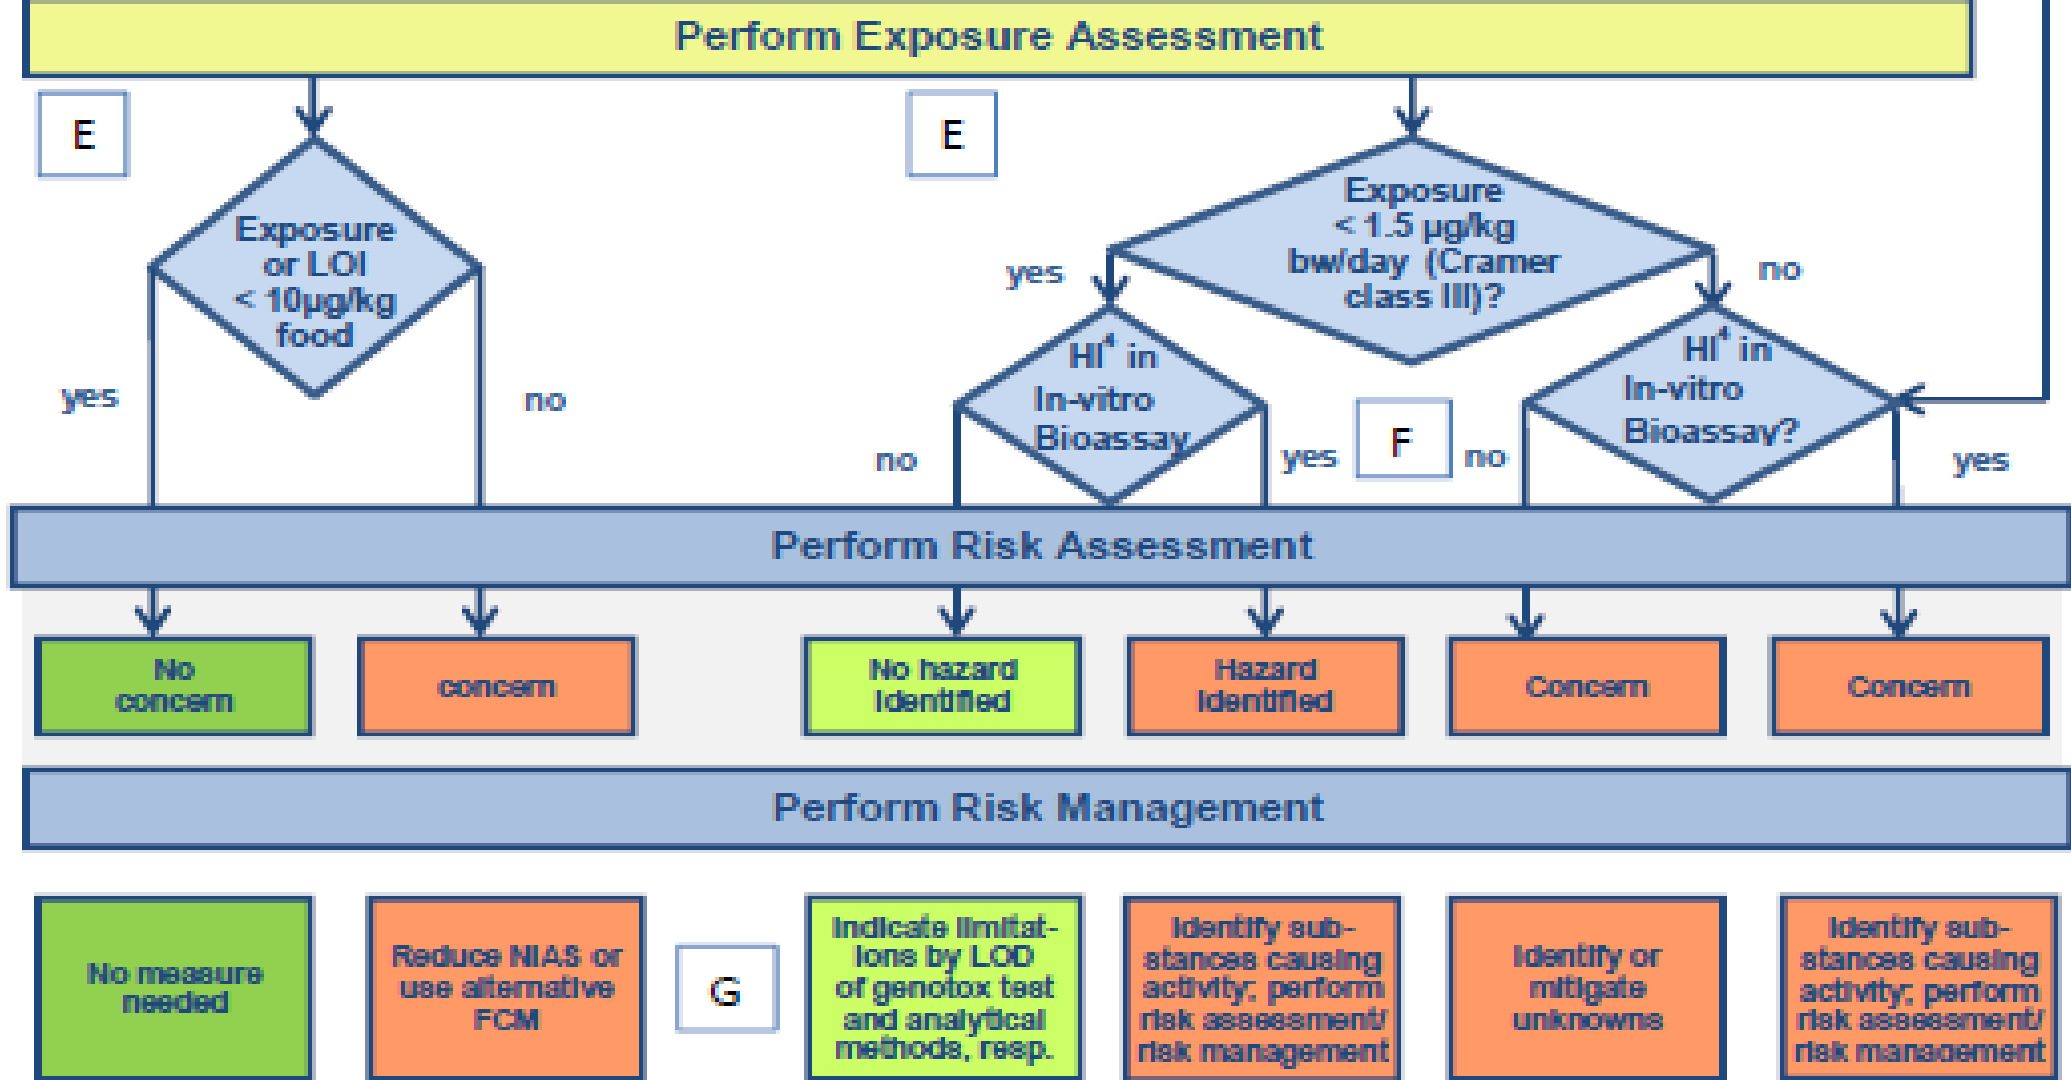 Perform Exposure Assessment
E
E
Exposure
or LOI
< 10µg/kg
food
Exposure
< 1.5 µg/kg
bw/day (Cramer
class III)?
yes
no
yes
no
HI⁴ in
In-vitro
Bioassay
HI⁴ in
In-vitro
Bioassay?
no
yes
F
no
yes
Perform Risk Assessment
No
concern
concern
No hazard
Identified
Hazard
Identified
Concern
Concern
Perform Risk Management
No measure
needed
Reduce NIAS or
use alternative
FCM
G
Indicate limitat-
ions by LOD
of genotox test
and analytical
methods, resp.
Identify sub-
stances causing
activity; perform
risk assessment/
risk management
Identify or
mitigate
unknowns
Identify sub-
stances causing
activity; perform
risk assessment/
risk management